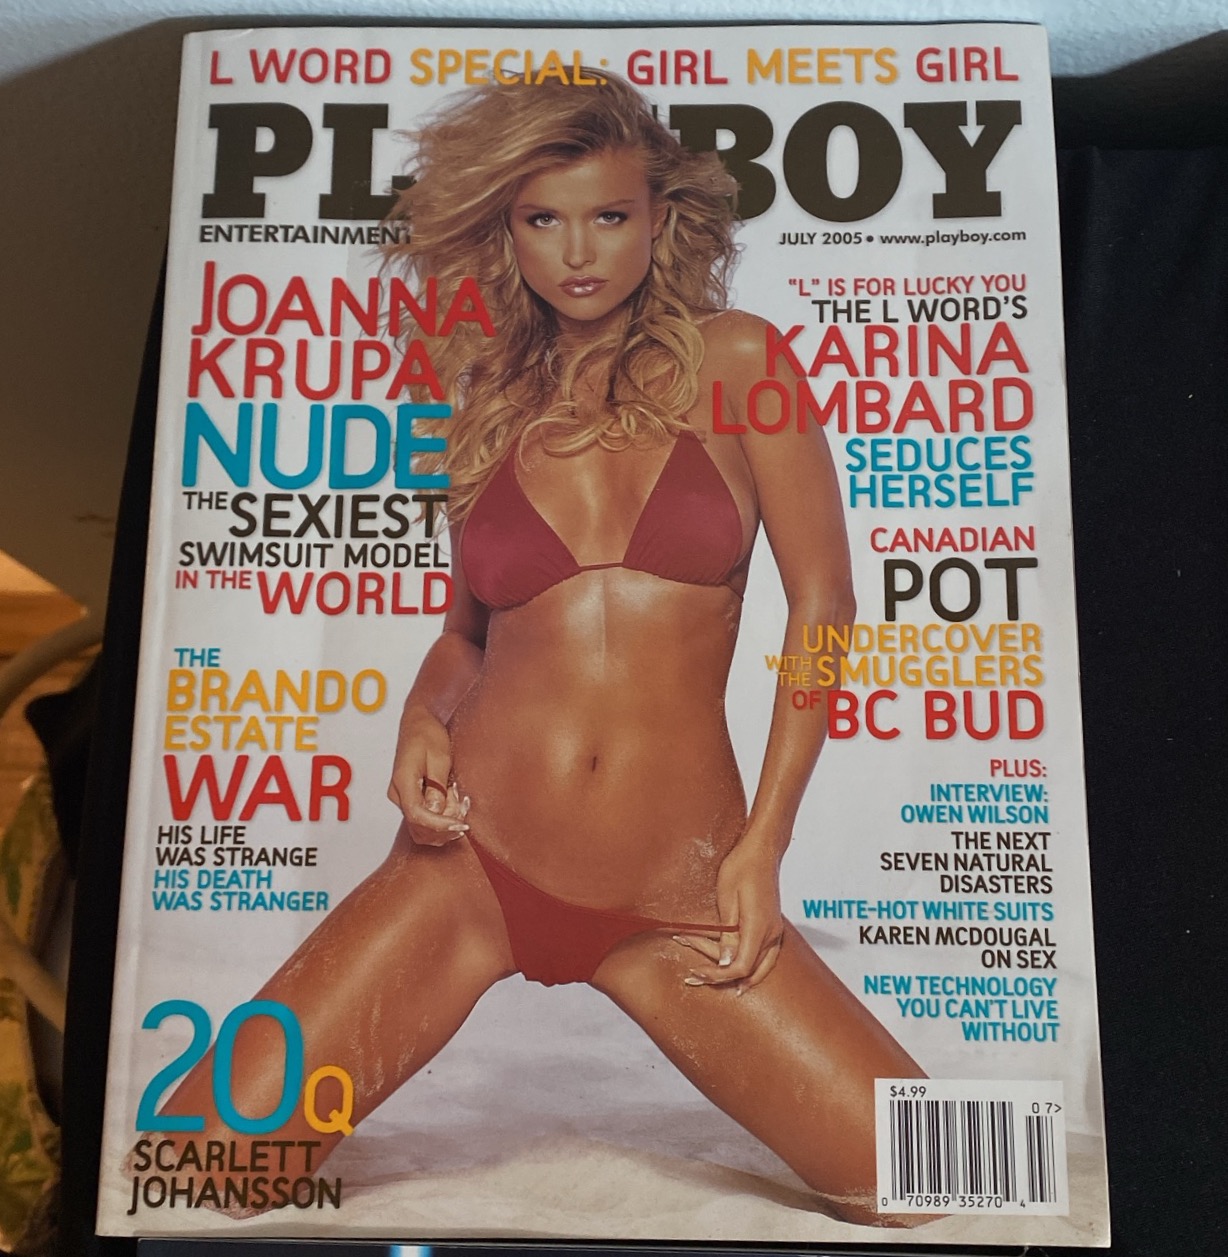 L WORD SPECIAL: GIRL MEETS GIRL
PL BOY
ENTERTAINMENT
JULY 2005 • www.playboy.com
JOANNA
KRUPA
NUDE
THE SEXIEST
SWIMSUIT MODEL
IN THE WORLD
THE
BRANDO
ESTATE
WAR
HIS LIFE
WAS STRANGE
HIS DEATH
WAS STRANGER
20Q
SCARLETT
JOHANSSON
"L" IS FOR LUCKY YOU
THE L WORD'S
KARINA
LOMBARD
SEDUCES
HERSELF
CANADIAN
POT
UNDERCOVER
WITH THE SMUGGLERS
OF BC BUD
PLUS:
INTERVIEW:
OWEN WILSON
THE NEXT
SEVEN NATURAL
DISASTERS
WHITE-HOT WHITE SUITS
KAREN MCDOUGAL
ON SEX
NEW TECHNOLOGY
YOU CAN'T LIVE
WITHOUT
$4.99
07>
0 70989 35270 4